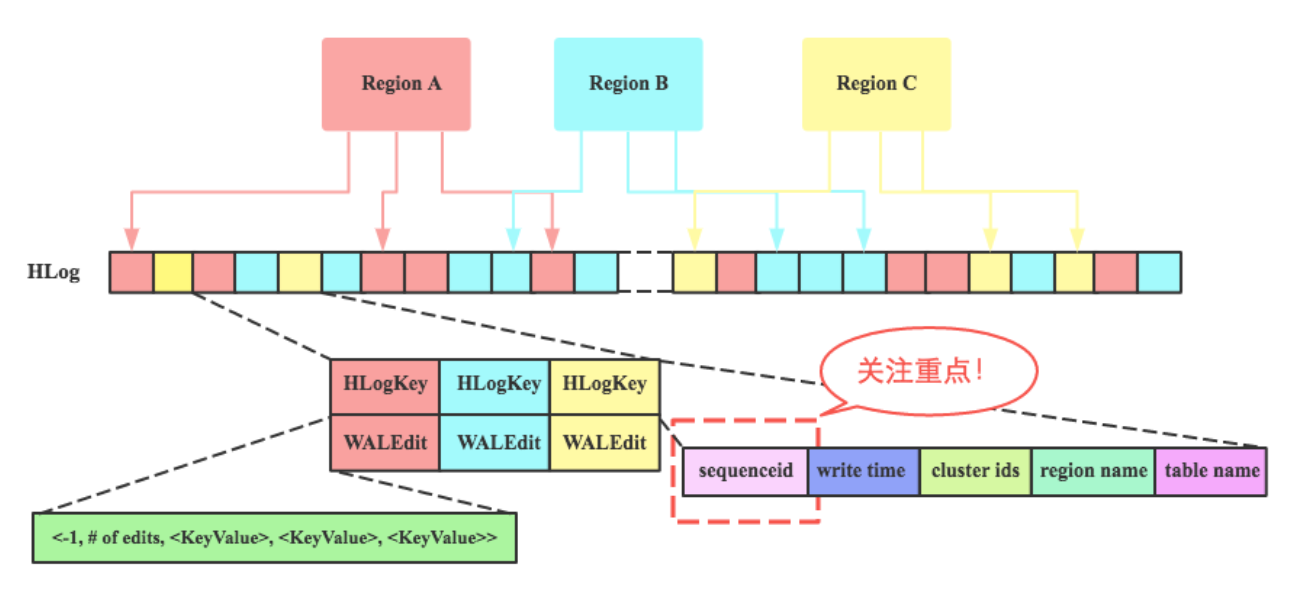 Region A
Region B
Region C
HLog
HLogKey
HLogKey
HLogKey
WALEdit
WALEdit
WALEdit
关注重点！
sequenceid
write time
cluster ids
region name
table name
<-1, # of edits, <KeyValue>, <KeyValue>, <KeyValue>>